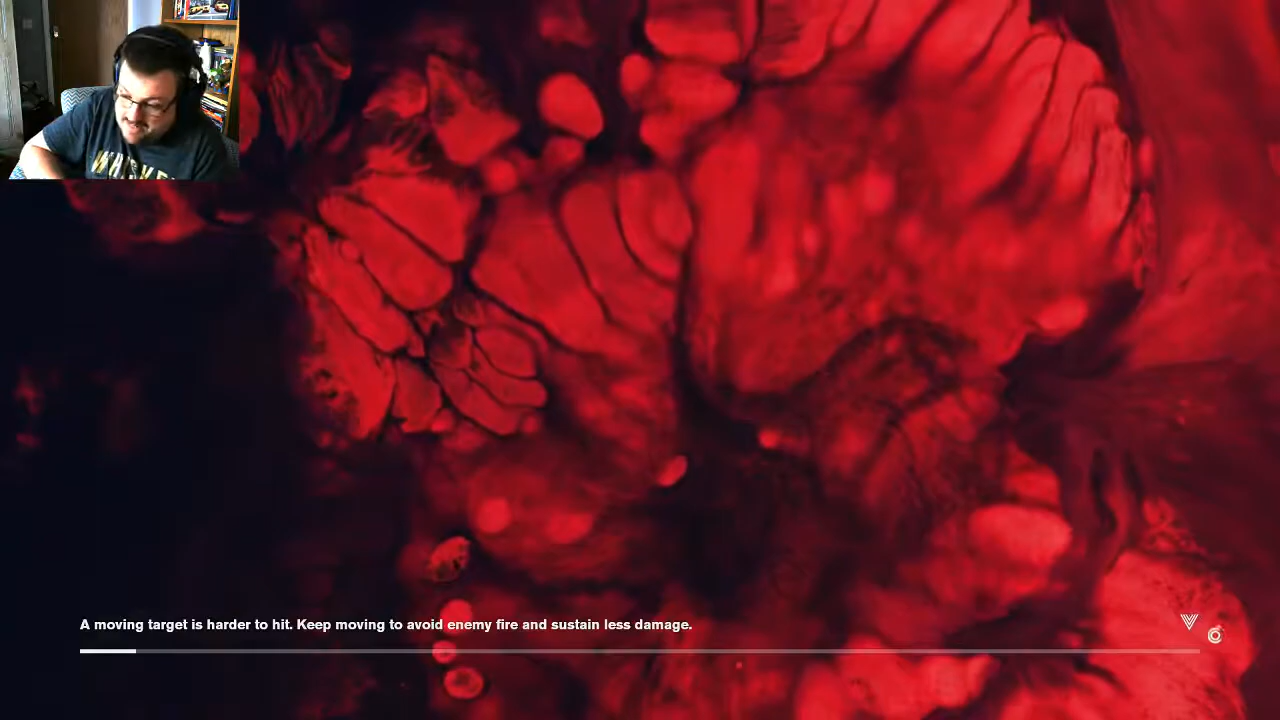 A moving target is harder to hit. Keep moving to avoid enemy fire and sustain less damage.